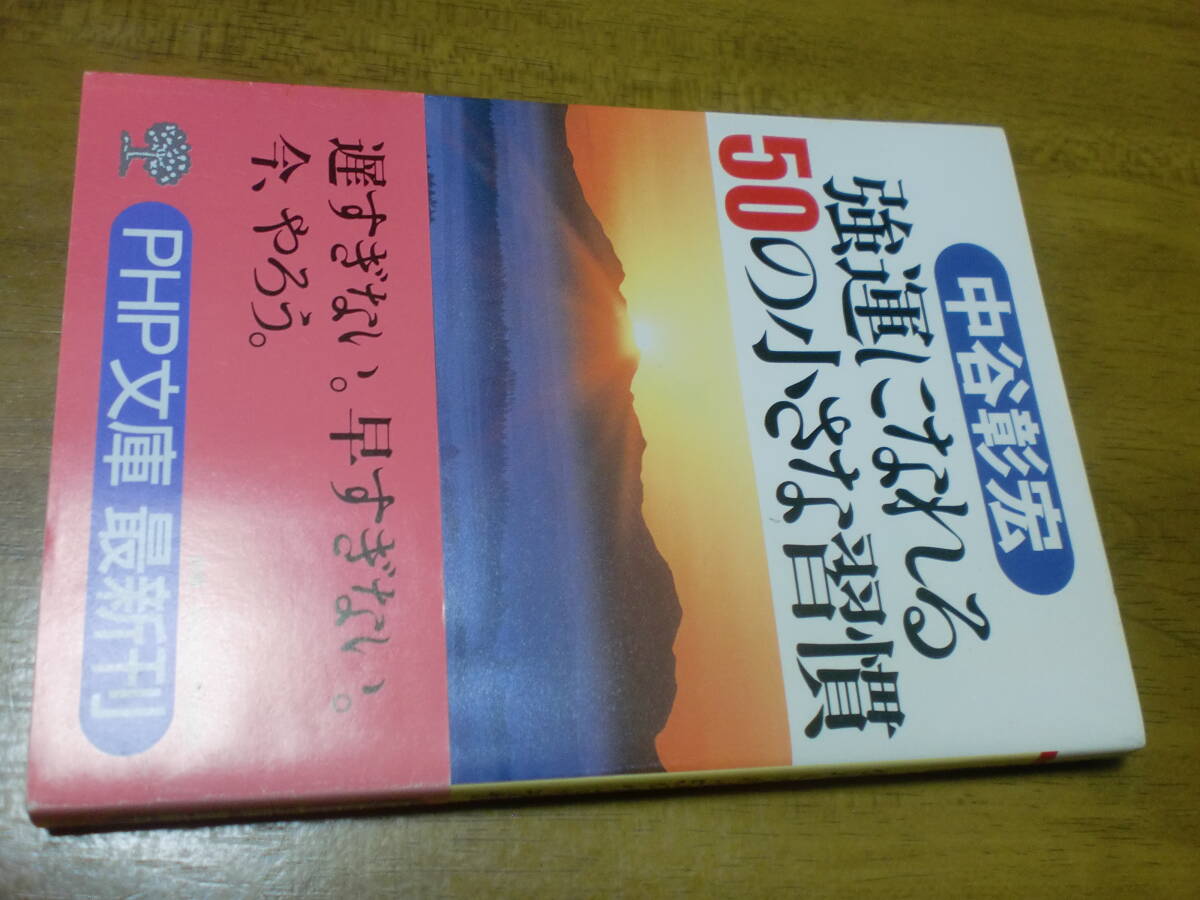 中谷彰宏
強運になれる
50の小さな習慣
遅すぎない。早すぎない。
今、やろう。
PHP文庫 最新刊